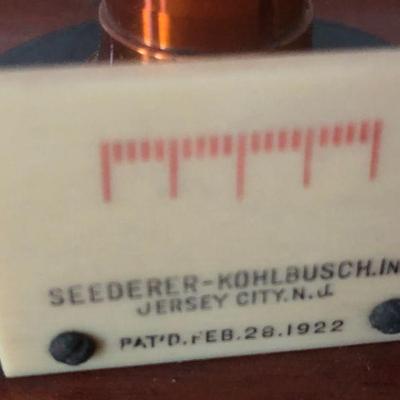 SEEDERER-KOHLBUSCH.IN
JERSEY CITY.N.J.
PAT'D.FEB.28.1922